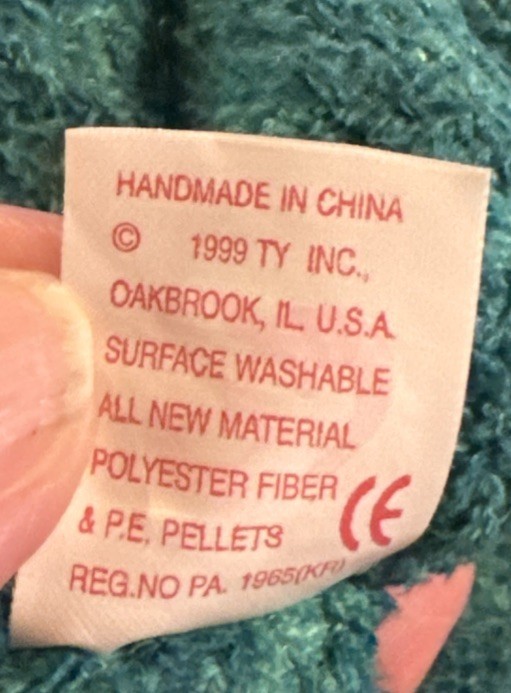 HANDMADE IN CHINA
© 1999 TY INC.,
OAKBROOK, IL. U.S.A.
SURFACE WASHABLE
ALL NEW MATERIAL
POLYESTER FIBER
& P.E. PELLETS CE
REG.NO PA. 1965(KR)